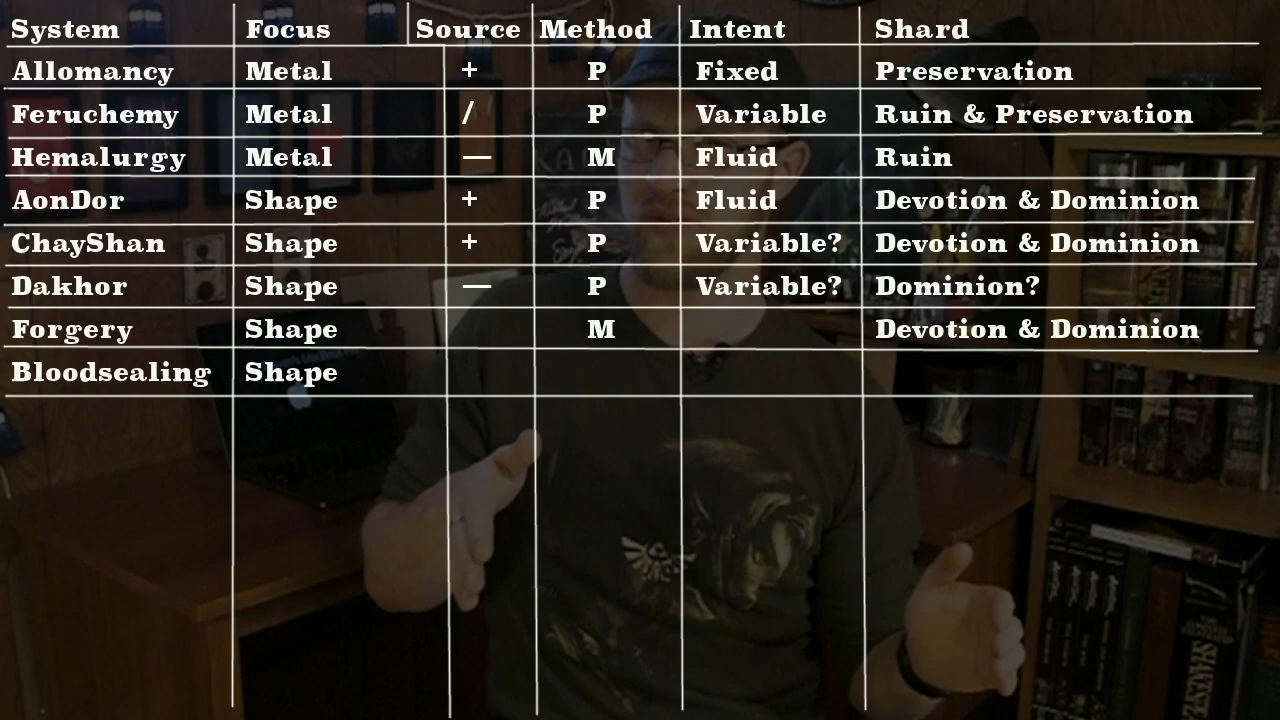 System Focus Source Method Intent Shard
Allomancy Metal + P Fixed Preservation
Feruchemy Metal / P Variable Ruin & Preservation
Hemalurgy Metal — M Fluid Ruin
AonDor Shape + P Fluid Devotion & Dominion
ChayShan Shape + P Variable? Devotion & Dominion
Dakhor Shape — P Variable? Dominion?
Forgery Shape M Devotion & Dominion
Bloodsealing Shape